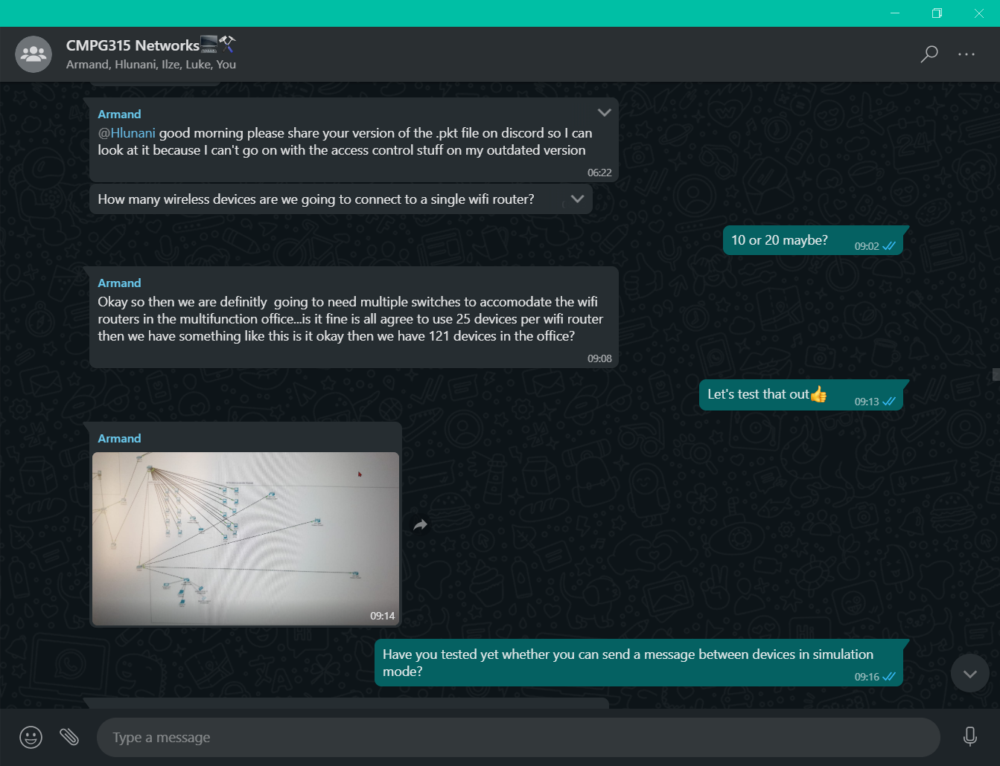 CMPG315 Networks💻⚒
Armand, Hlunani, Ilze, Luke, You
Armand
@Hlunani good morning please share your version of the .pkt file on discord so I can
look at it because I can't go on with the access control stuff on my outdated version
06:22
How many wireless devices are we going to connect to a single wifi router?
10 or 20 maybe?
09:02
Armand
Okay so then we are definitly going to need multiple switches to accomodate the wifi
routers in the multifunction office...is it fine is all agree to use 25 devices per wifi router
then we have something like this is it okay then we have 121 devices in the office?
09:08
Let's test that out👍
09:13
Armand
09:14
Have you tested yet whether you can send a message between devices in simulation
mode?
09:16
Type a message